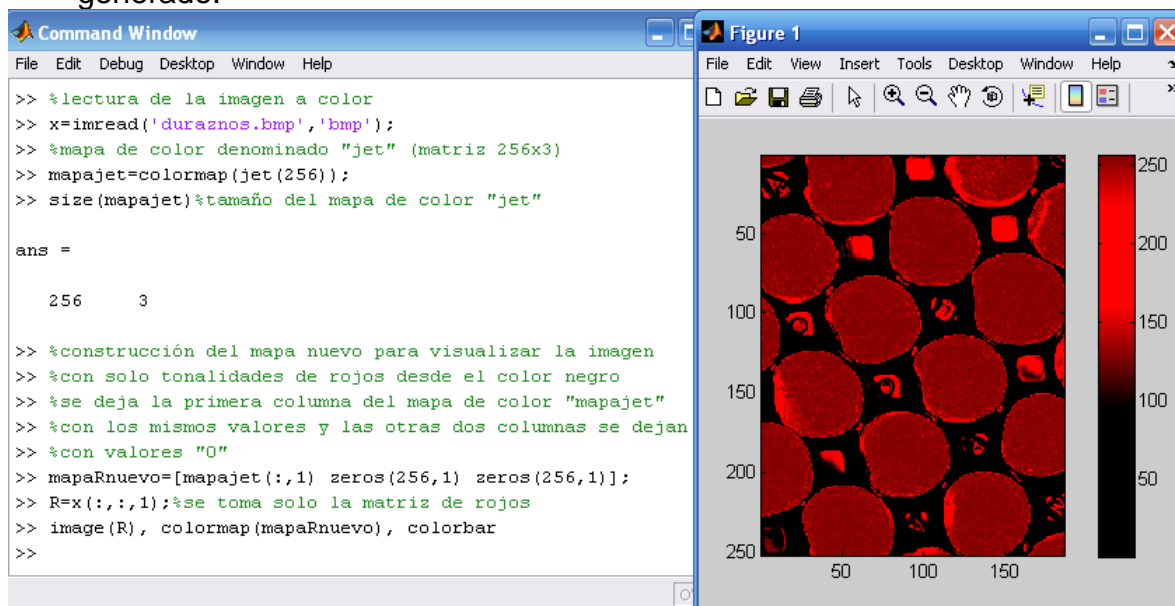 generado.
Command Window
File Edit Debug Desktop Window Help
>> %lectura de la imagen a color
>> x=imread('duraznos.bmp','bmp');
>> %mapa de color denominado "jet" (matriz 256x3)
>> mapajet=colormap(jet(256));
>> size(mapajet)%tamaño del mapa de color "jet"
ans =
256 3
>> %construcción del mapa nuevo para visualizar la imagen
>> %con solo tonalidades de rojos desde el color negro
>> %se deja la primera columna del mapa de color "mapajet"
>> %con los mismos valores y las otras dos columnas se dejan
>> %con valores "0"
>> mapaRnuevo=[mapajet(:,1) zeros(256,1) zeros(256,1)];
>> R=x(:,:,1);%se toma solo la matriz de rojos
>> image(R), colormap(mapaRnuevo), colorbar
>>
Figure 1
File Edit View Insert Tools Desktop Window Help
50
100
150
200
250
50 100 150
250
200
150
100
50